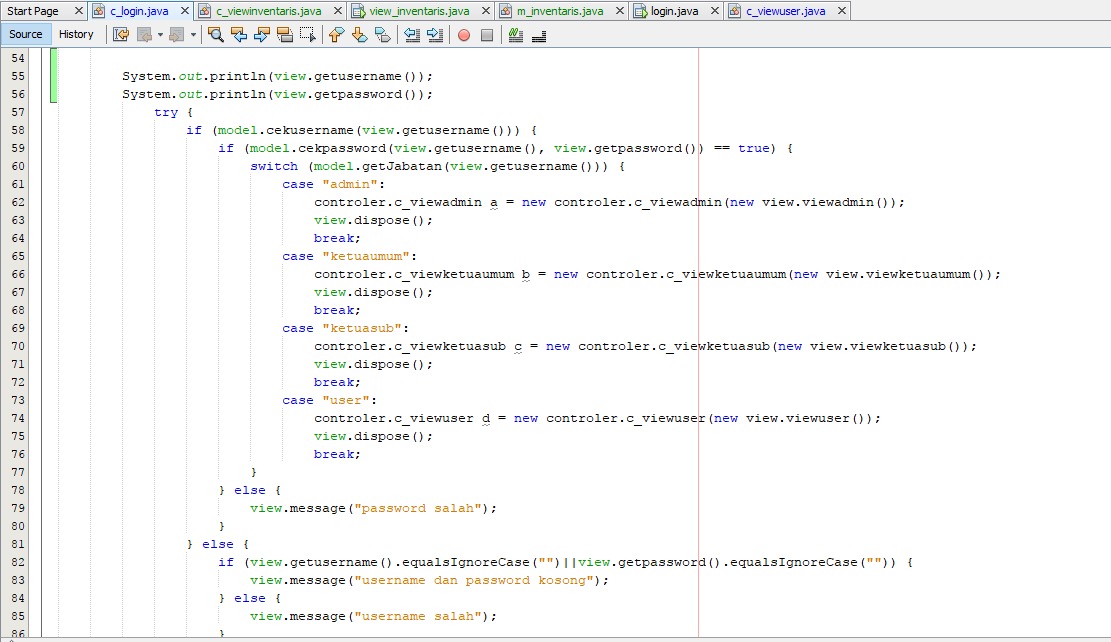 Start Page c_login.java c_viewinventaris.java view_inventaris.java m_inventaris.java login.java c_viewuser.java
Source History
54
55 System.out.println(view.getusername());
56 System.out.println(view.getpassword());
57 try {
58 if (model.cekusername(view.getusername())) {
59 if (model.cekpassword(view.getusername(), view.getpassword()) == true) {
60 switch (model.getJabatan(view.getusername())) {
61 case "admin":
62 controler.c_viewadmin a = new controler.c_viewadmin(new view.viewadmin());
63 view.dispose();
64 break;
65 case "ketuaumum":
66 controler.c_viewketuaumum b = new controler.c_viewketuaumum(new view.viewketuaumum());
67 view.dispose();
68 break;
69 case "ketuasub":
70 controler.c_viewketuasub c = new controler.c_viewketuasub(new view.viewketuasub());
71 view.dispose();
72 break;
73 case "user":
74 controler.c_viewuser d = new controler.c_viewuser(new view.viewuser());
75 view.dispose();
76 break;
77 }
78 } else {
79 view.message("password salah");
80 }
81 } else {
82 if (view.getusername().equalsIgnoreCase("")||view.getpassword().equalsIgnoreCase("")) {
83 view.message("username dan password kosong");
84 } else {
85 view.message("username salah");
86 }